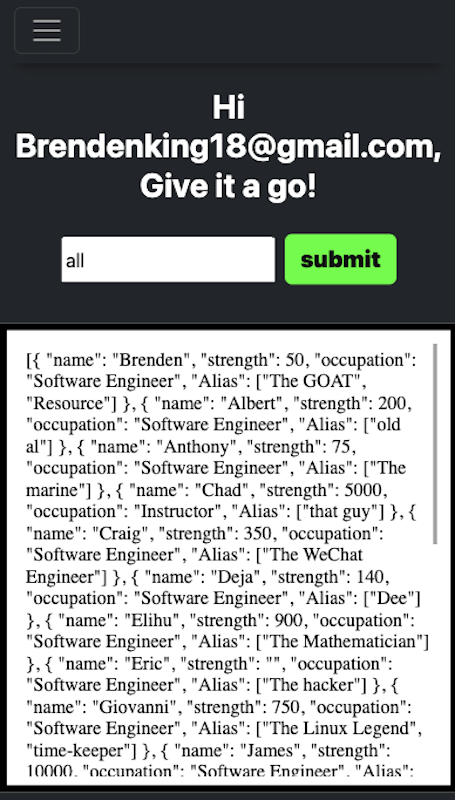 Hi
Brendenking18@gmail.com,
Give it a go!
all
submit
[{ "name": "Brenden", "strength": 50, "occupation":
"Software Engineer", "Alias": ["The GOAT",
"Resource"] }, { "name": "Albert", "strength": 200,
"occupation": "Software Engineer", "Alias": ["old
al"] }, { "name": "Anthony", "strength": 75,
"occupation": "Software Engineer", "Alias": ["The
marine"] }, { "name": "Chad", "strength": 5000,
"occupation": "Instructor", "Alias": ["that guy"] }, {
"name": "Craig", "strength": 350, "occupation":
"Software Engineer", "Alias": ["The WeChat
Engineer"] }, { "name": "Deja", "strength": 140,
"occupation": "Software Engineer", "Alias": ["Dee"]
}, { "name": "Elihu", "strength": 900, "occupation":
"Software Engineer", "Alias": ["The Mathematician"]
}, { "name": "Eric", "strength": "", "occupation":
"Software Engineer", "Alias": ["The hacker"] }, {
"name": "Giovanni", "strength": 750, "occupation":
"Software Engineer", "Alias": ["The Linux Legend",
"time-keeper"] }, { "name": "James", "strength":
10000, "occupation": "Software Engineer", "Alias":